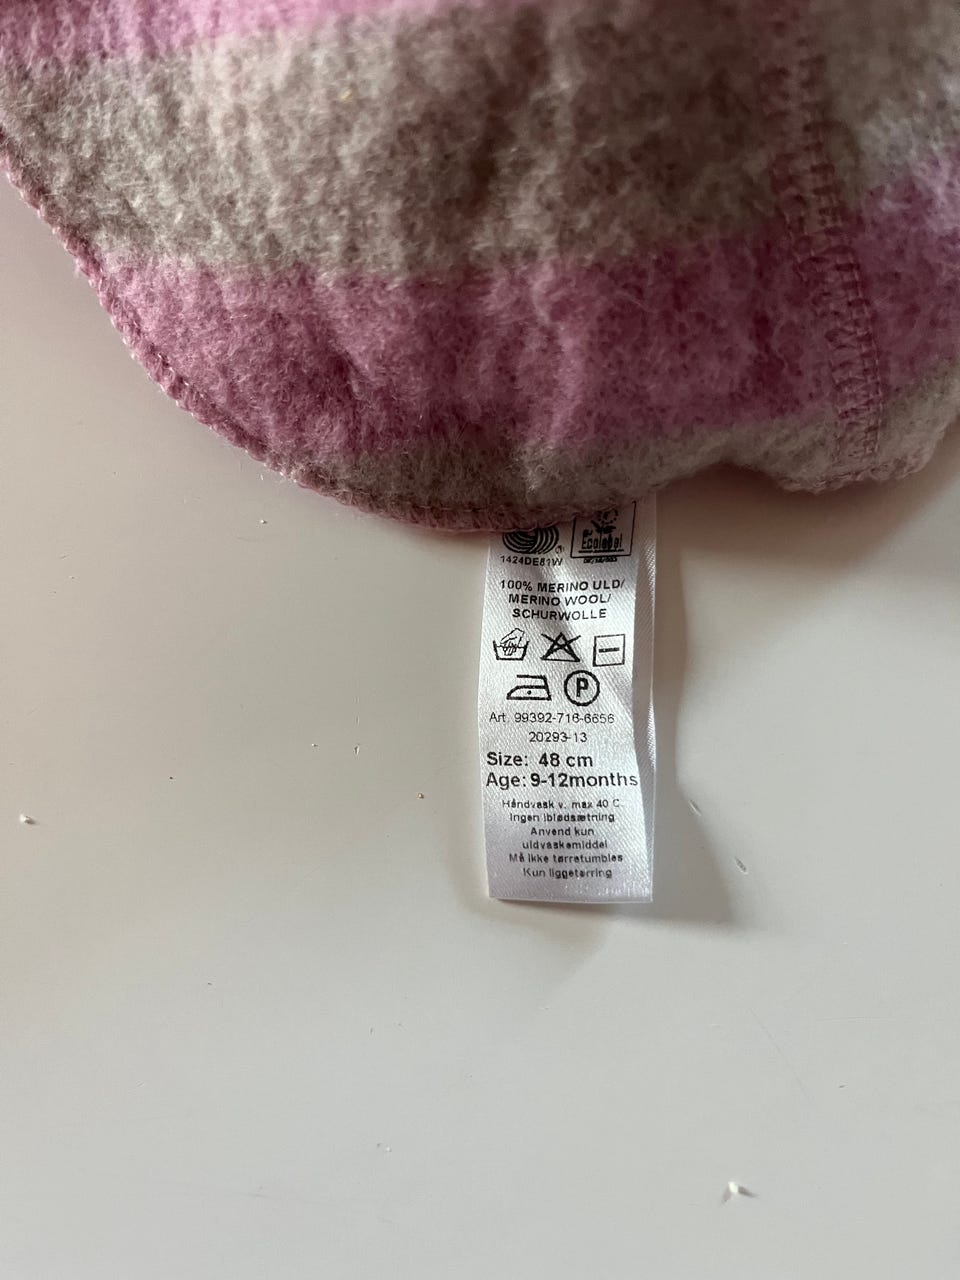 EU
Ecolabel
1424DE81W
100% MERINO ULD/
MERINO WOOL/
SCHURWOLLE
P
Art. 99392-716-6656
20293-13
Size: 48 cm
Age: 9-12months
Håndvask v. max 40 C
Ingen iblødsætning
Anvend kun
uldvaskemiddel
Må ikke tørretumbles
Kun liggetørring